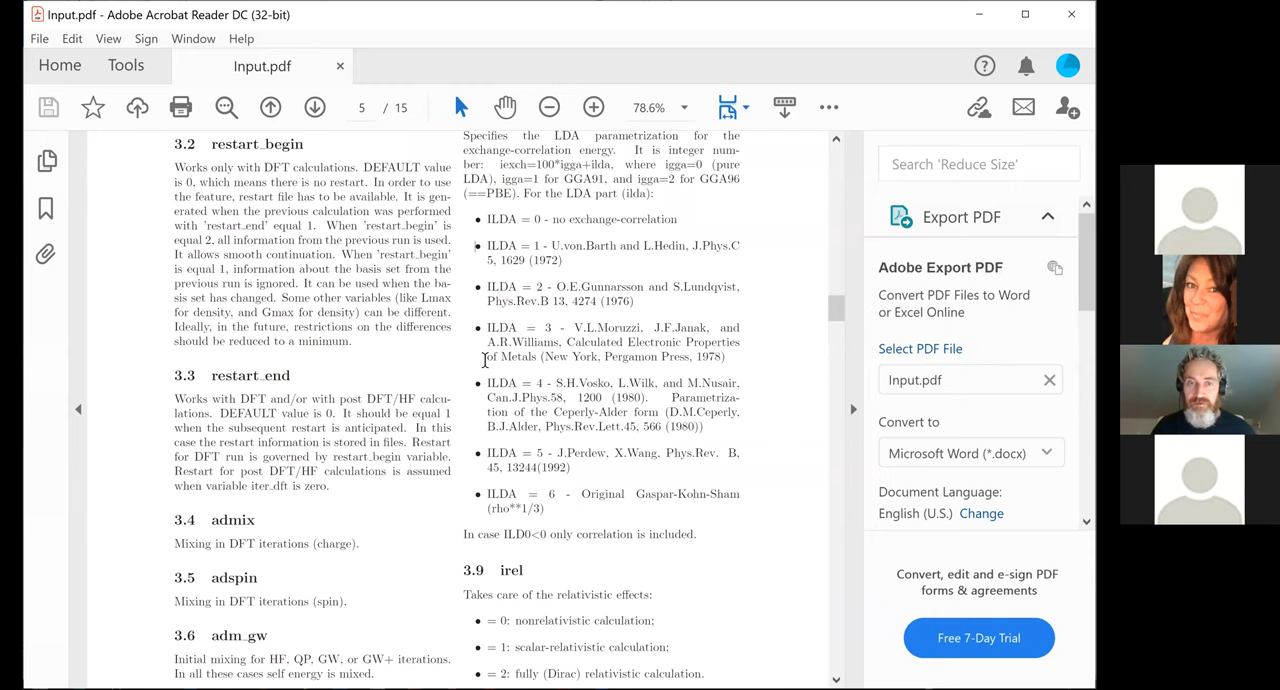 Input.pdf - Adobe Acrobat Reader DC (32-bit)
File Edit View Sign Window Help
Home Tools Input.pdf
5 / 15 78.6%
3.2 restart_begin
Works only with DFT calculations. DEFAULT value
is 0, which means there is no restart. In order to use
the feature, restart file has to be available. It is gen-
erated when the previous calculation was performed
with 'restart_end' equal 1. When 'restart_begin' is
equal 2, all information from the previous run is used.
It allows smooth continuation. When 'restart_begin'
is equal 1, information about the basis set from the
previous run is ignored. It can be used when the ba-
sis set has changed. Some other variables (like Lmax
for density, and Gmax for density) can be different.
Ideally, in the future, restrictions on the differences
should be reduced to a minimum.
3.3 restart_end
Works with DFT and/or with post DFT/HF calcu-
lations. DEFAULT value is 0. It should be equal 1
when the subsequent restart is anticipated. In this
case the restart information is stored in files. Restart
for DFT run is governed by restart_begin variable.
Restart for post DFT/HF calculations is assumed
when variable iter_dft is zero.
3.4 admix
Mixing in DFT iterations (charge).
3.5 adspin
Mixing in DFT iterations (spin).
3.6 adm_gw
Initial mixing for HF, QP, GW, or GW+ iterations.
In all these cases self energy is mixed.
Specifies the LDA parametrization for the
exchange-correlation energy. It is integer num-
ber: iexch=100*igga+ilda, where igga=0 (pure
LDA), igga=1 for GGA91, and igga=2 for GGA96
(==PBE). For the LDA part (ilda):
• ILDA = 0 - no exchange-correlation
• ILDA = 1 - U.von.Barth and L.Hedin, J.Phys.C
5, 1629 (1972)
• ILDA = 2 - O.E.Gunnarsson and S.Lundqvist,
Phys.Rev.B 13, 4274 (1976)
• ILDA = 3 - V.L.Moruzzi, J.F.Janak, and
A.R.Williams, Calculated Electronic Properties
of Metals (New York, Pergamon Press, 1978)
• ILDA = 4 - S.H.Vosko, L.Wilk, and M.Nusair,
Can.J.Phys.58, 1200 (1980). Parametriza-
tion of the Ceperly-Alder form (D.M.Ceperly,
B.J.Alder, Phys.Rev.Lett.45, 566 (1980))
• ILDA = 5 - J.Perdew, X.Wang, Phys.Rev. B,
45, 13244(1992)
• ILDA = 6 - Original Gaspar-Kohn-Sham
(rho**1/3)
In case ILD0<0 only correlation is included.
3.9 irel
Takes care of the relativistic effects:
• = 0: nonrelativistic calculation;
• = 1: scalar-relativistic calculation;
• = 2: fully (Dirac) relativistic calculation.
Search 'Reduce Size'
Export PDF
Adobe Export PDF
Convert PDF Files to Word
or Excel Online
Select PDF File
Input.pdf
Convert to
Microsoft Word (*.docx)
Document Language:
English (U.S.) Change
Convert, edit and e-sign PDF
forms & agreements
Free 7-Day Trial